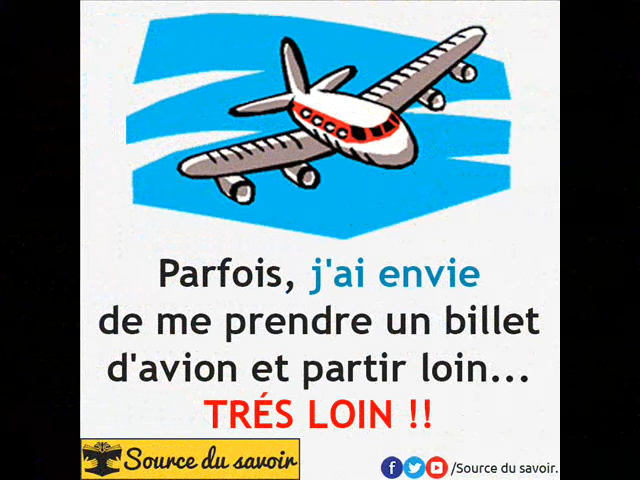 Parfois, j'ai envie
de me prendre un billet
d'avion et partir loin...
TRÉS LOIN !!
Source du savoir
/Source du savoir.